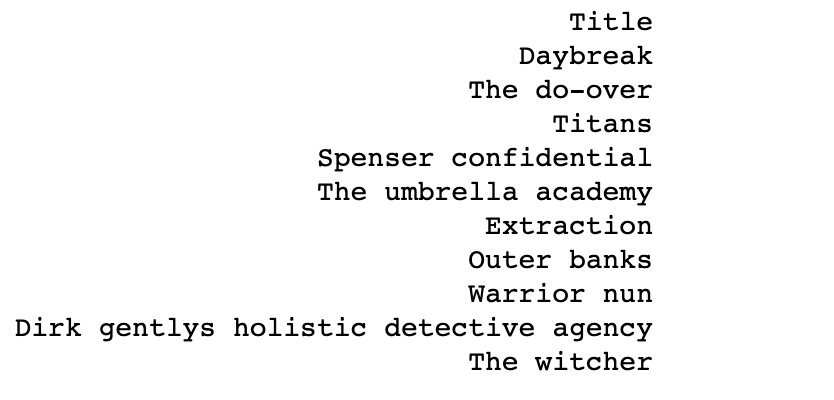 Title
Daybreak
The do-over
Titans
Spenser confidential
The umbrella academy
Extraction
Outer banks
Warrior nun
Dirk gentlys holistic detective agency
The witcher